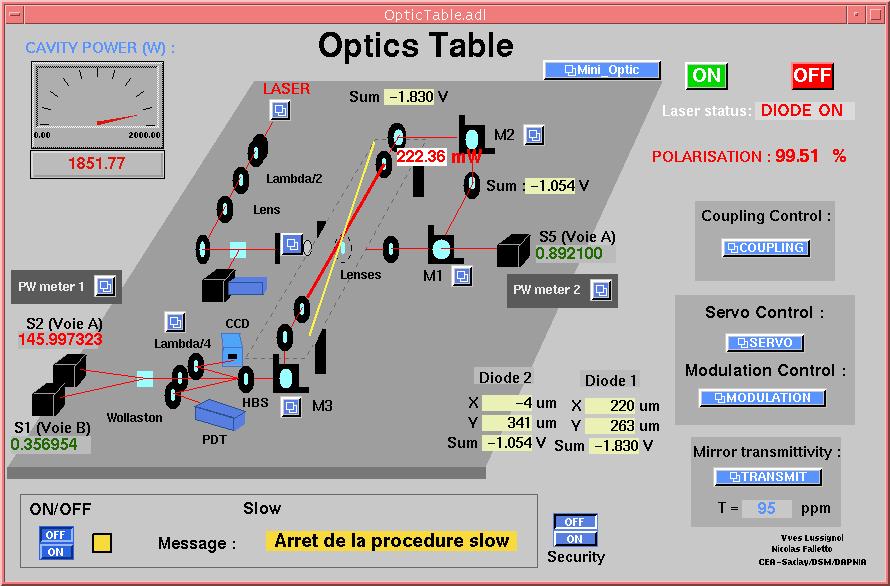 OpticTable.adl
Optics Table
CAVITY POWER (W) :
0.00 2000.00
1851.77
LASER
Sum -1.830 V
Mini_Optic
ON
OFF
Laser status: DIODE ON
POLARISATION : 99.51 %
M2
222.36 mW
Lambda/2
Sum : -1.054 V
Lens
Coupling Control :
COUPLING
S5 (Voie A)
0.892100
Lenses
M1
PW meter 1
PW meter 2
S2 (Voie A)
145.997323
CCD
Lambda/4
Servo Control :
SERVO
Modulation Control :
MODULATION
Diode 2
X -4 um
Y 341 um
Sum -1.054 V
Diode 1
X 220 um
Y 263 um
Sum -1.830 V
HBS
M3
Wollaston
PDT
S1 (Voie B)
0.356954
Mirror transmittivity :
TRANSMIT
T = 95 ppm
ON/OFF
OFF
ON
Slow
Message :
Arret de la procedure slow
OFF
ON
Security
Yves Lussignol
Nicolas Falletto
CEA-Saclay/DSM/DAPNIA